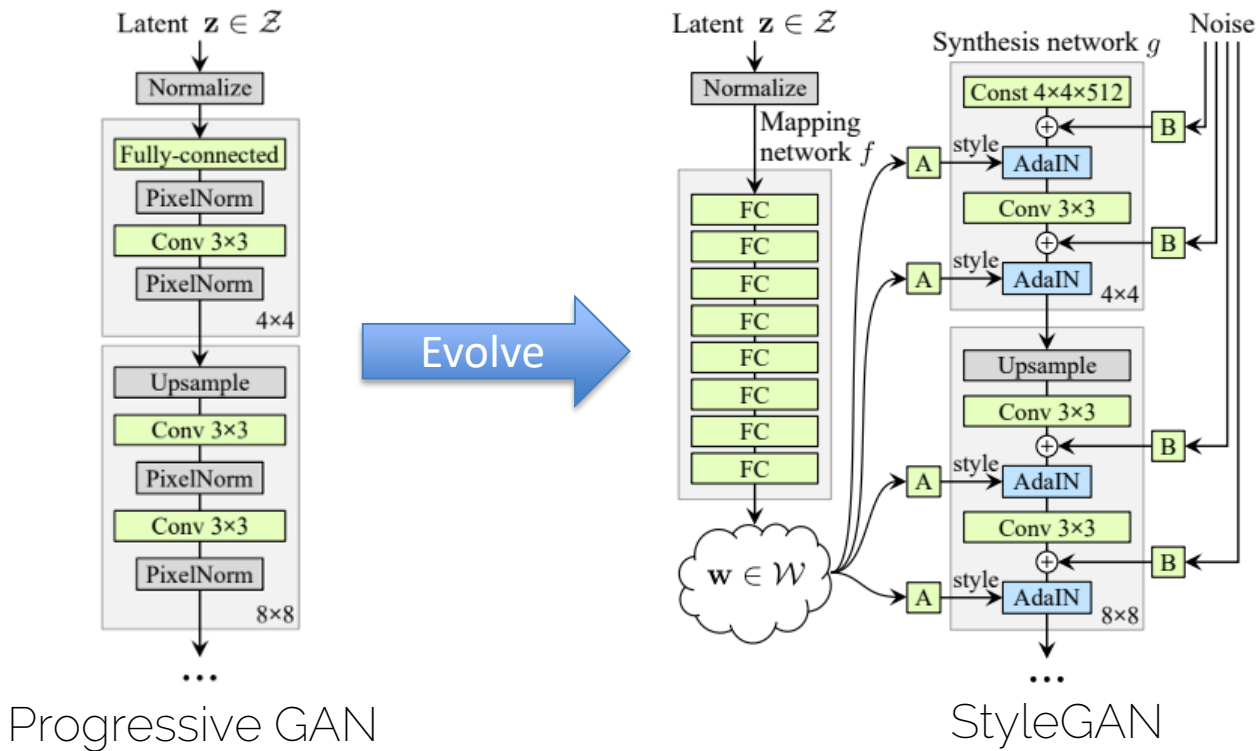 Latent z ∈ 𝒵
Normalize
Fully-connected
PixelNorm
Conv 3×3
PixelNorm
4×4
Upsample
Conv 3×3
PixelNorm
Conv 3×3
PixelNorm
8×8
...
Progressive GAN
Evolve
Latent z ∈ 𝒵
Normalize
Mapping
network f
FC
FC
FC
FC
FC
FC
FC
FC
w ∈ 𝒲
Synthesis network g
Noise
Const 4×4×512
B
A
style
AdaIN
Conv 3×3
B
A
style
AdaIN
4×4
Upsample
Conv 3×3
B
A
style
AdaIN
Conv 3×3
B
A
style
AdaIN
8×8
...
StyleGAN